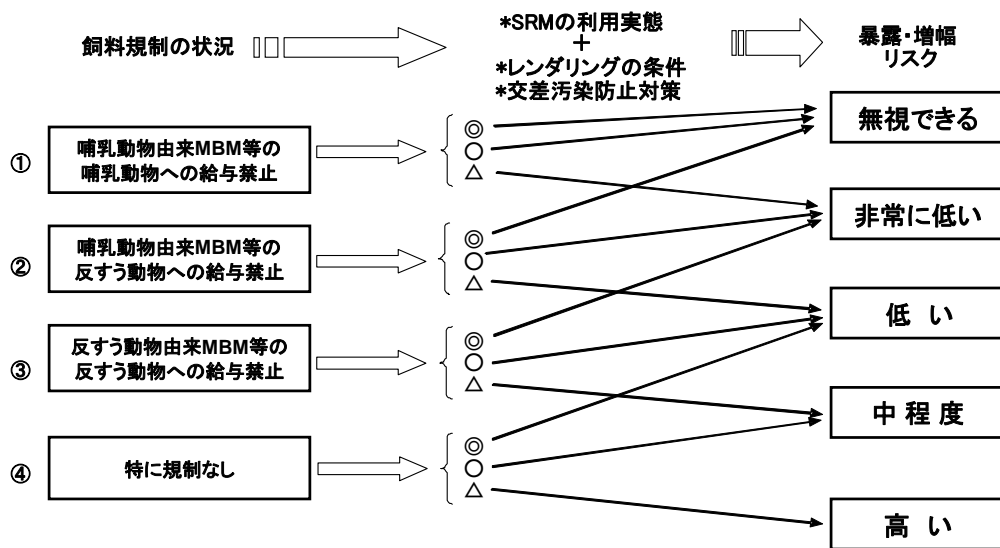 飼料規制の状況
*SRMの利用実態
+
*レンダリングの条件
*交差汚染防止対策
暴露・増幅
リスク
①
哺乳動物由来MBM等の
哺乳動物への給与禁止
◎
○
△
②
哺乳動物由来MBM等の
反すう動物への給与禁止
◎
○
△
③
反すう動物由来MBM等の
反すう動物への給与禁止
◎
○
△
④
特に規制なし
◎
○
△
無視できる
非常に低い
低 い
中 程 度
高 い